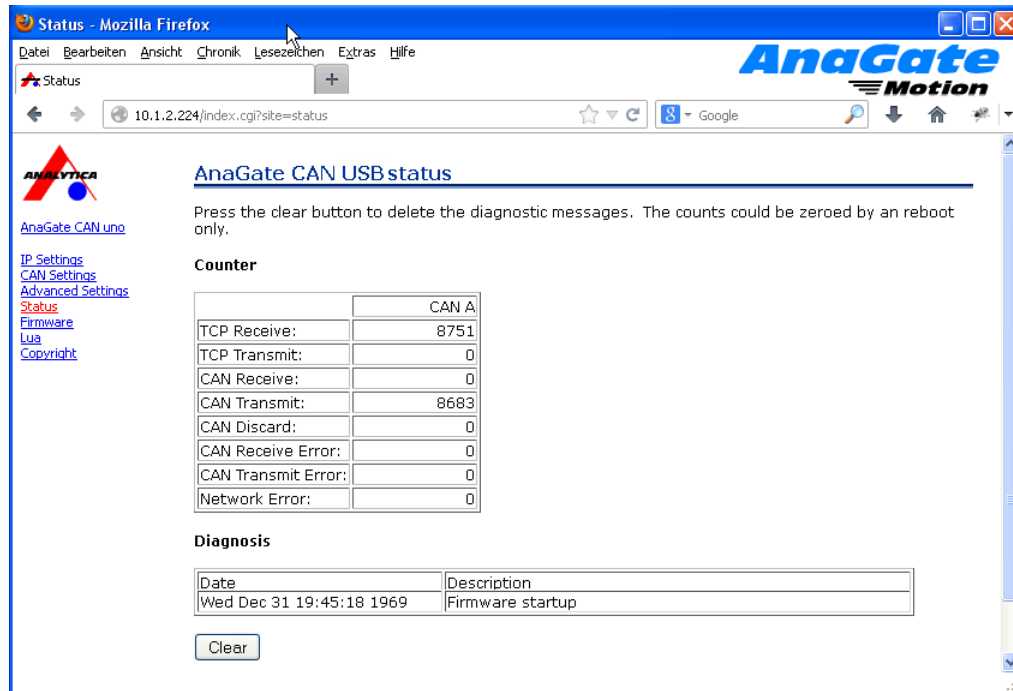 Status - Mozilla Firefox
Datei Bearbeiten Ansicht Chronik Lesezeichen Extras Hilfe
AnaGate
Motion
Status
10.1.2.224/index.cgi?site=status
Google
ANALYTICA
AnaGate CAN USB status
Press the clear button to delete the diagnostic messages. The counts could be zeroed by an reboot
only.
AnaGate CAN uno
IP Settings
CAN Settings
Advanced Settings
Status
Firmware
Lua
Copyright
Counter
CAN A
TCP Receive: 8751
TCP Transmit: 0
CAN Receive: 0
CAN Transmit: 8683
CAN Discard: 0
CAN Receive Error: 0
CAN Transmit Error: 0
Network Error: 0
Diagnosis
Date Description
Wed Dec 31 19:45:18 1969 Firmware startup
Clear